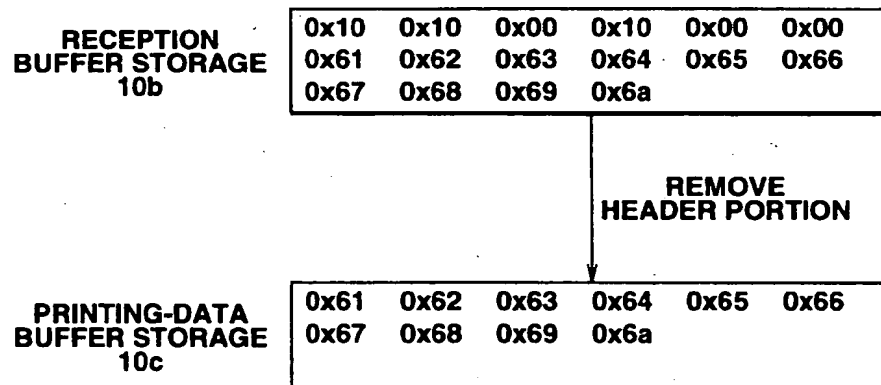 RECEPTION
BUFFER STORAGE
10b
0x10 0x10 0x00 0x10 0x00 0x00
0x61 0x62 0x63 0x64 0x65 0x66
0x67 0x68 0x69 0x6a
REMOVE
HEADER PORTION
PRINTING-DATA
BUFFER STORAGE
10c
0x61 0x62 0x63 0x64 0x65 0x66
0x67 0x68 0x69 0x6a